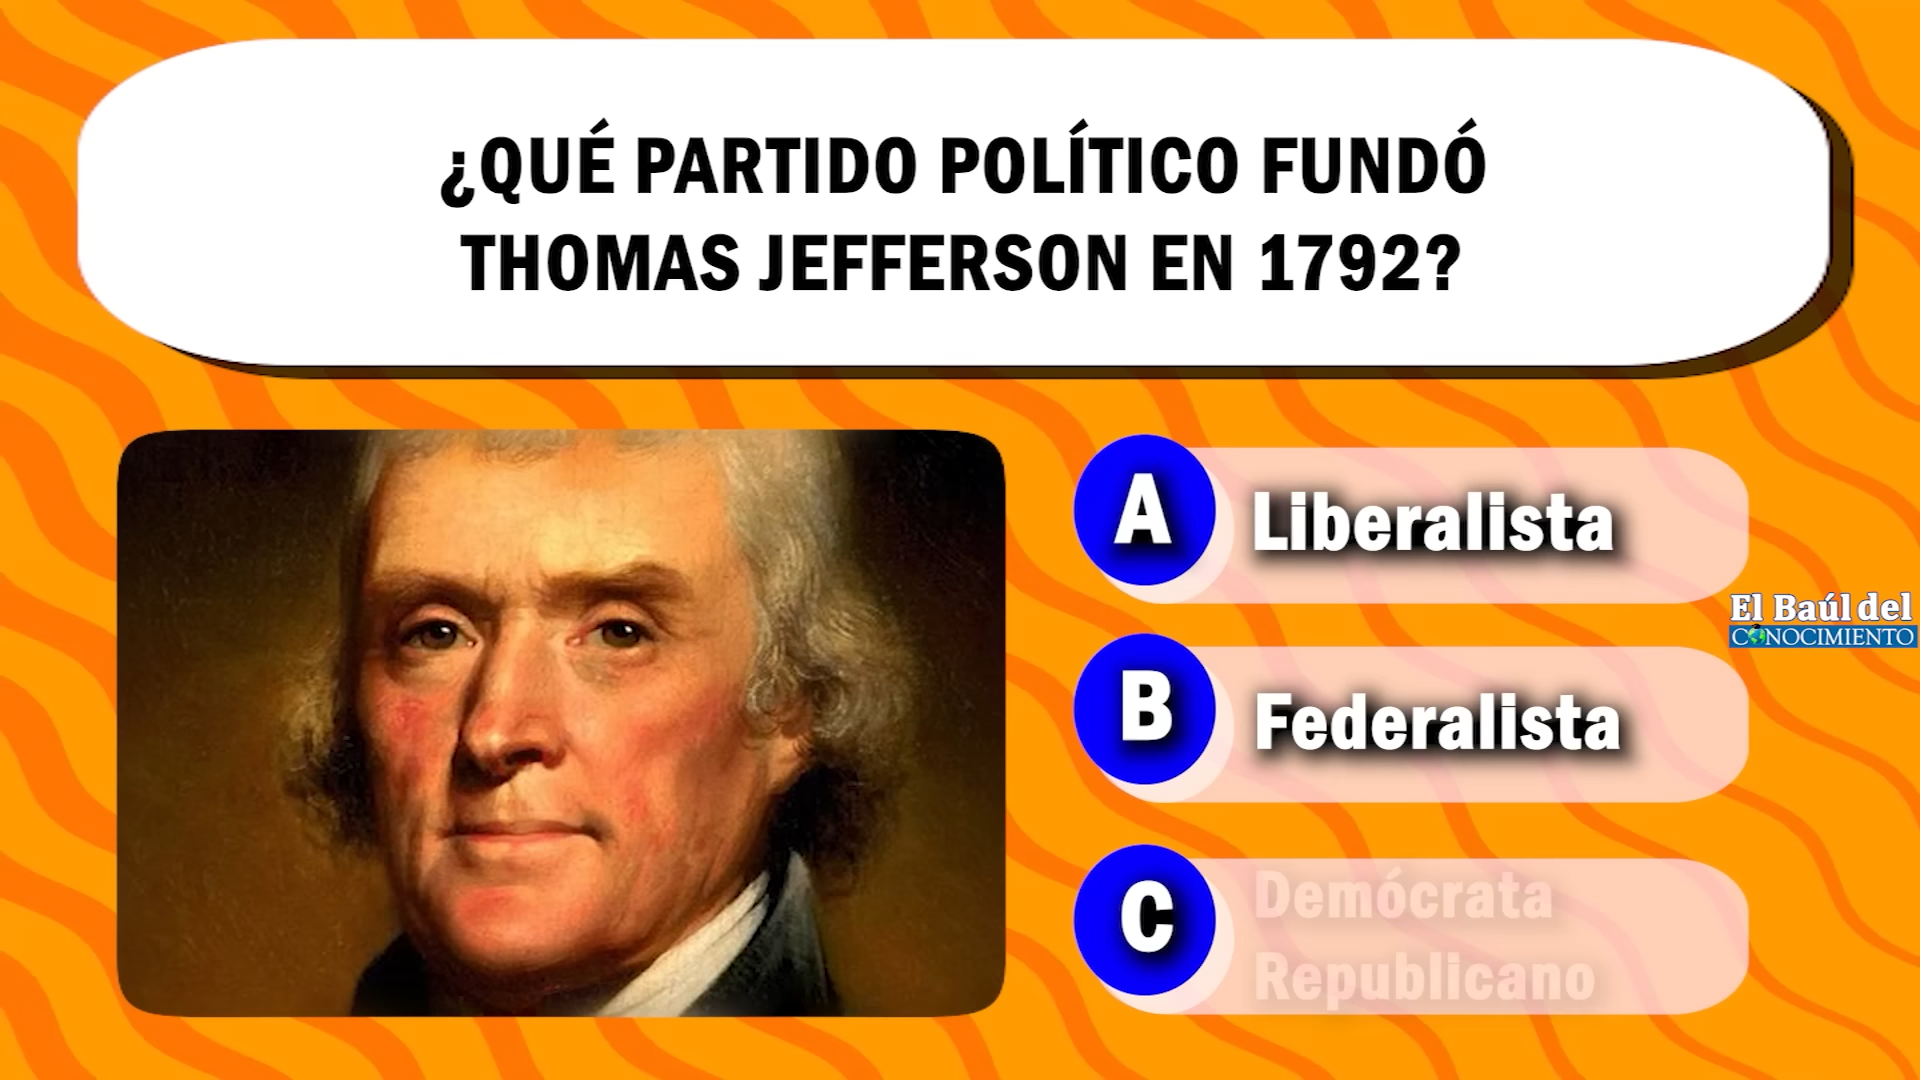 ¿QUÉ PARTIDO POLÍTICO FUNDÓ
THOMAS JEFFERSON EN 1792?
A
Liberalista
B
Federalista
C
Demócrata
Republicano
El Baúl del
CONOCIMIENTO